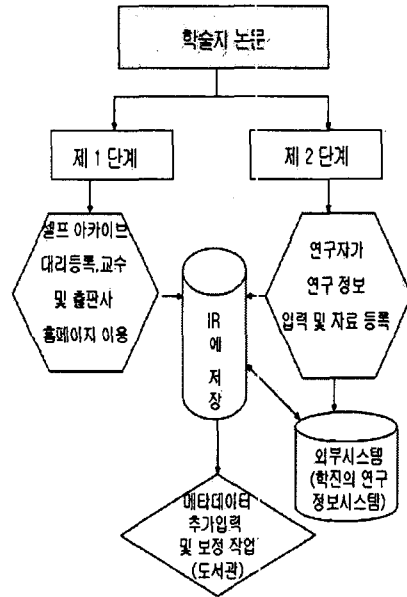 학술지 논문
제 1 단계
제 2 단계
셀프 아카이브
대리등록,교수
및 출판사
홈페이지 이용
IR
에
저
장
연구자가
연구 정보
입력 및 자료 등록
외부시스템
(학진의 연구
정보시스템)
메타데이터
추가입력
및 보정 작업
(도서관)